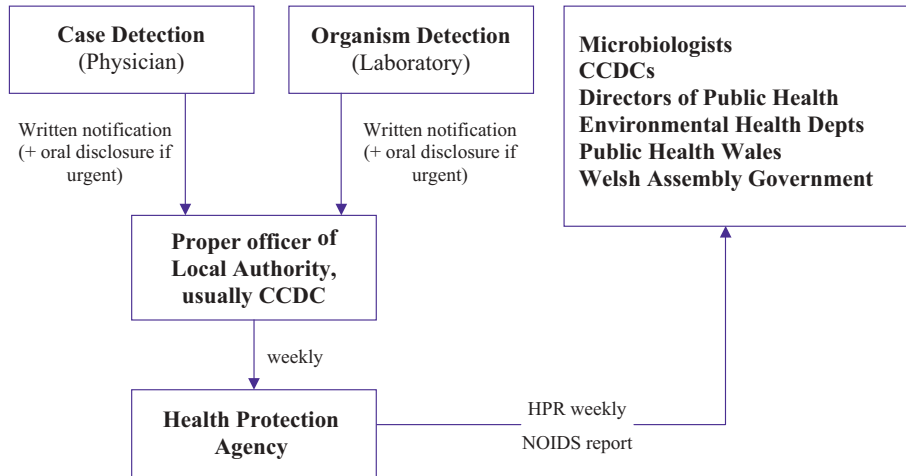 Case Detection
(Physician)
Organism Detection
(Laboratory)
Microbiologists
CCDCs
Directors of Public Health
Environmental Health Depts
Public Health Wales
Welsh Assembly Government
Written notification
(+ oral disclosure if
urgent)
Written notification
(+ oral disclosure if
urgent)
Proper officer of
Local Authority,
usually CCDC
weekly
Health Protection
Agency
HPR weekly
NOIDS report